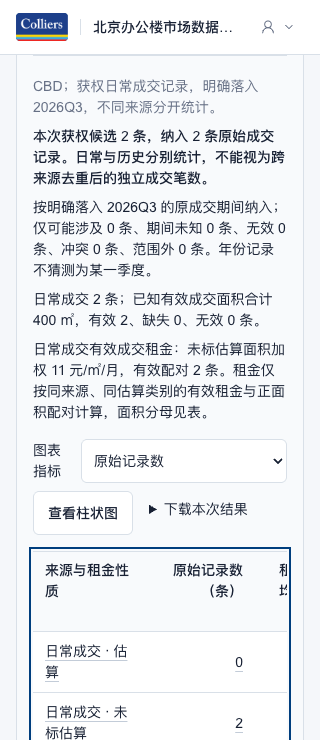 Colliers
北京办公楼市场数据...
CBD；获权日常成交记录，明确落入
2026Q3，不同来源分开统计。
本次获权候选 2 条，纳入 2 条原始成交
记录。日常与历史分别统计，不能视为跨
来源去重后的独立成交笔数。
按明确落入 2026Q3 的原成交期间纳入；
仅可能涉及 0 条、期间未知 0 条、无效 0
条、冲突 0 条、范围外 0 条。年份记录
不猜测为某一季度。
日常成交 2 条；已知有效成交面积合计
400 ㎡，有效 2、缺失 0、无效 0 条。
日常成交有效成交租金：未标估算面积加
权 11 元/㎡/月，有效配对 2 条。租金仅
按同来源、同估算类别的有效租金与正面
积配对计算，面积分母见表。
图表
指标
原始记录数
查看柱状图
▶ 下载本次结果
来源与租金性
质
原始记录数
（条）
日常成交 · 估
算
0
日常成交 · 未
标估算
2